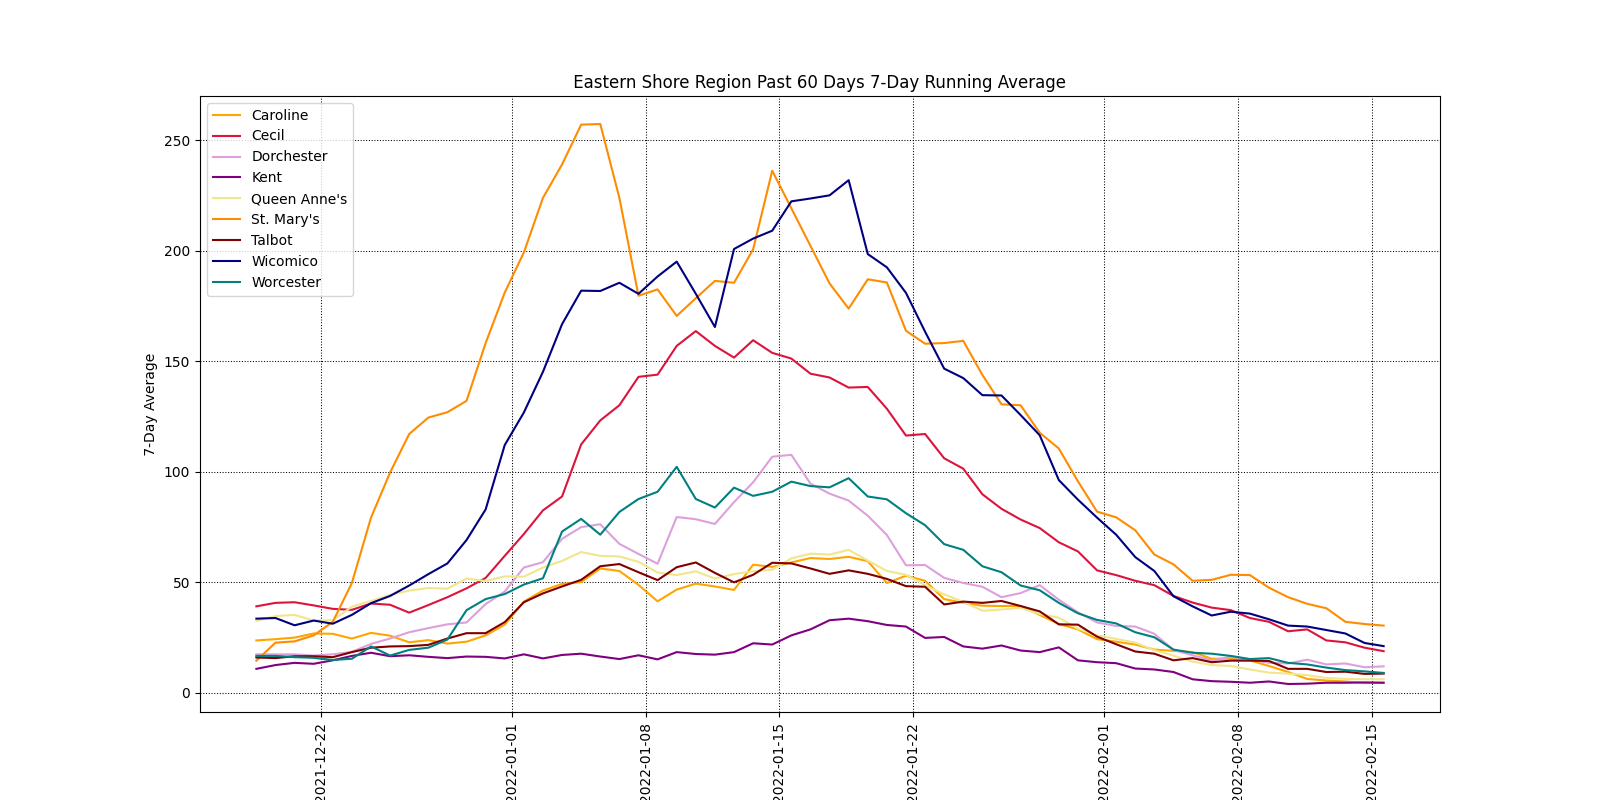 Eastern Shore Region Past 60 Days 7-Day Running Average
Caroline
Cecil
Dorchester
Kent
Queen Anne's
St. Mary's
Talbot
Wicomico
Worcester
250
200
150
100
50
0
7-Day Average
2021-12-22
2022-01-01
2022-01-08
2022-01-15
2022-01-22
2022-02-01
2022-02-08
2022-02-15